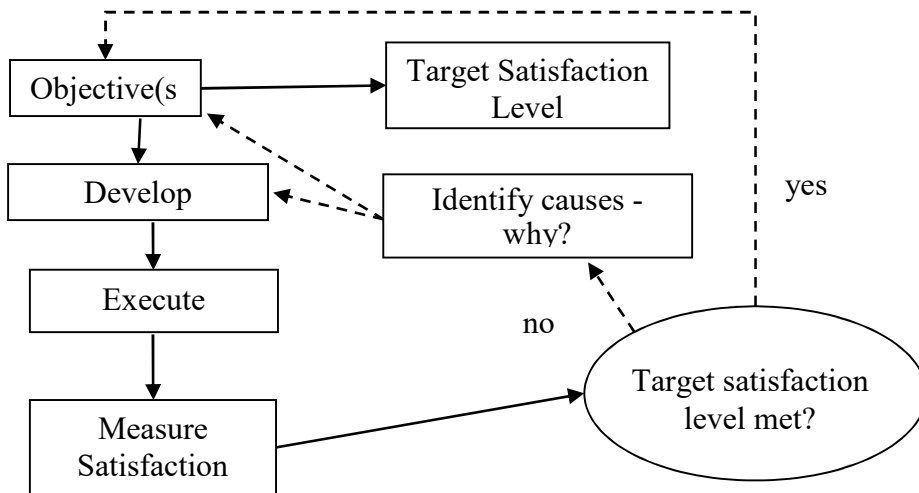 Objective(s
Target Satisfaction
Level
Develop
Identify causes -
why?
yes
Execute
no
Target satisfaction
level met?
Measure
Satisfaction